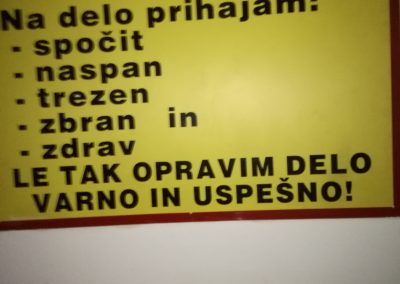 Na delo prihajam:
- spočit
- naspan
- trezen
- zbran in
- zdrav
LE TAK OPRAVIM DELO
VARNO IN USPEŠNO!